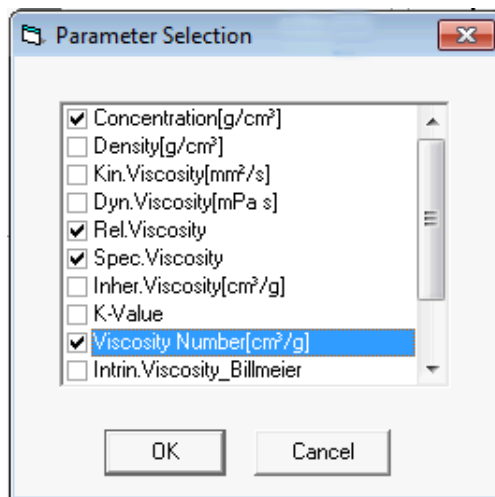 Parameter Selection
Concentration[g/cm³]
Density[g/cm³]
Kin.Viscosity[mm²/s]
Dyn.Viscosity[mPa s]
Rel.Viscosity
Spec.Viscosity
Inher.Viscosity[cm³/g]
K-Value
Viscosity Number[cm³/g]
Intrin.Viscosity_Billmeier
OK Cancel